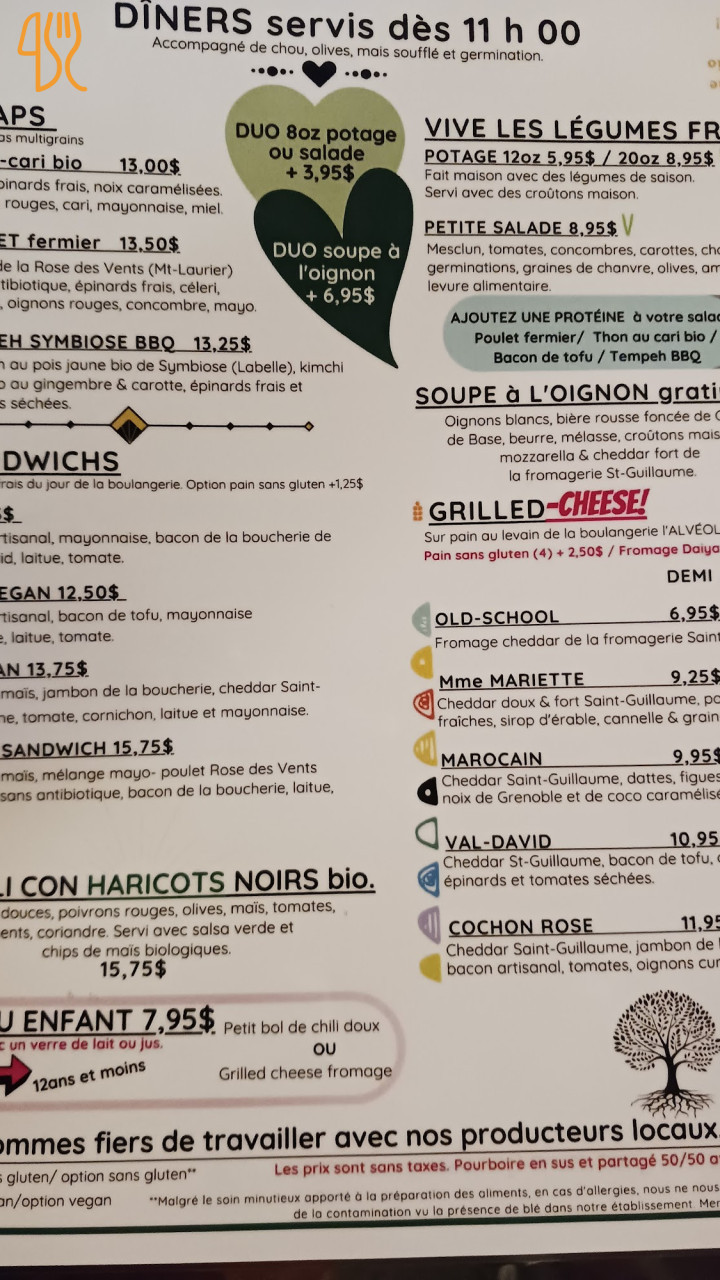 DÎNERS servis dès 11 h 00
Accompagné de chou, olives, mais soufflé et germination.
APS
as multigrains
-cari bio 13,00$
pinards frais, noix caramélisées.
rouges, cari, mayonnaise, miel.
ET fermier 13,50$
de la Rose des Vents (Mt-Laurier)
tibiotique, épinards frais, céleri,
, oignons rouges, concombre, mayo.
EH SYMBIOSE BBQ 13,25$
au pois jaune bio de Symbiose (Labelle), kimchi
o au gingembre & carotte, épinards frais et
s séchées.
DUO 8oz potage
ou salade
+ 3,95$
DUO soupe à
l'oignon
+ 6,95$
DWICHS
frais du jour de la boulangerie. Option pain sans gluten +1,25$
$
rtisanal, mayonnaise, bacon de la boucherie de
id, laitue, tomate.
EGAN 12,50$
rtisanal, bacon de tofu, mayonnaise
e, laitue, tomate.
AN 13,75$
maïs, jambon de la boucherie, cheddar Saint-
me, tomate, cornichon, laitue et mayonnaise.
SANDWICH 15,75$
maïs, mélange mayo- poulet Rose des Vents
sans antibiotique, bacon de la boucherie, laitue,
LI CON HARICOTS NOIRS bio.
douces, poivrons rouges, olives, maïs, tomates,
ents, coriandre. Servi avec salsa verde et
chips de maïs biologiques.
15,75$
U ENFANT 7,95$
c un verre de lait ou jus.
12ans et moins
Petit bol de chili doux
OU
Grilled cheese fromage
VIVE LES LÉGUMES FR
POTAGE 12oz 5,95$ / 20oz 8,95$
Fait maison avec des légumes de saison.
Servi avec des croûtons maison.
PETITE SALADE 8,95$ V
Mesclun, tomates, concombres, carottes, cho
germinations, graines de chanvre, olives, am
levure alimentaire.
AJOUTEZ UNE PROTÉINE à votre salad
Poulet fermier/ Thon au cari bio /
Bacon de tofu / Tempeh BBQ
SOUPE à L'OIGNON grati
Oignons blancs, bière rousse foncée de
de Base, beurre, mélasse, croûtons mais
mozzarella & cheddar fort de
la fromagerie St-Guillaume.
GRILLED-CHEESE!
Sur pain au levain de la boulangerie l'ALVÉOL
Pain sans gluten (4) + 2,50$ / Fromage Daiya
DEMI
OLD-SCHOOL 6,95$
Fromage cheddar de la fromagerie Saint
Mme MARIETTE 9,25$
Cheddar doux & fort Saint-Guillaume, po
fraîches, sirop d'érable, cannelle & grain
MAROCAIN 9,95$
Cheddar Saint-Guillaume, dattes, figues
noix de Grenoble et de coco caramélisé
VAL-DAVID 10,95
Cheddar St-Guillaume, bacon de tofu,
épinards et tomates séchées.
COCHON ROSE 11,95
Cheddar Saint-Guillaume, jambon de l
bacon artisanal, tomates, oignons cur
ommes fiers de travailler avec nos producteurs locaux.
s gluten/ option sans gluten**
Les prix sont sans taxes. Pourboire en sus et partagé 50/50 a
an/option vegan
**Malgré le soin minutieux apporté à la préparation des aliments, en cas d'allergies, nous ne nous
de la contamination vu la présence de blé dans notre établissement. Mer